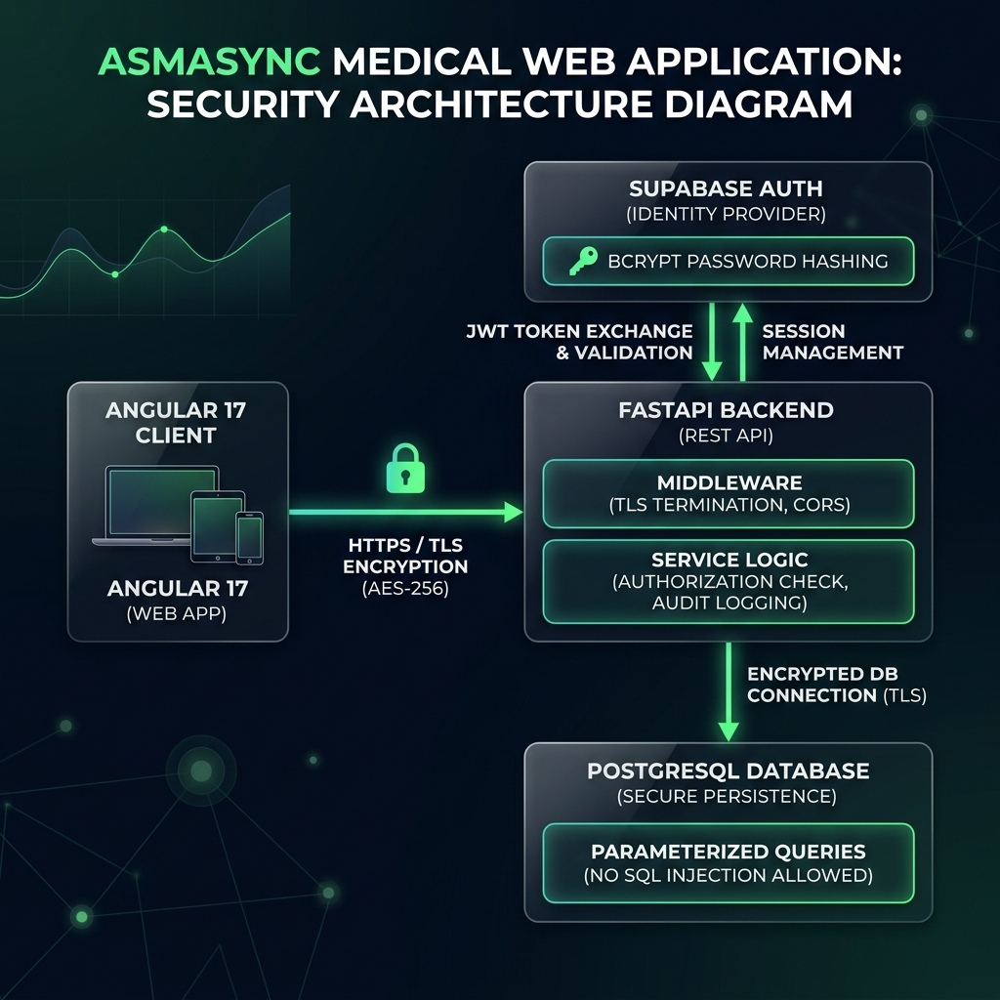 ASMASYNC MEDICAL WEB APPLICATION:
SECURITY ARCHITECTURE DIAGRAM
SUPABASE AUTH
(IDENTITY PROVIDER)
BCRYPT PASSWORD HASHING
JWT TOKEN EXCHANGE
& VALIDATION
SESSION
MANAGEMENT
ANGULAR 17
CLIENT
ANGULAR 17
(WEB APP)
HTTPS / TLS
ENCRYPTION
(AES-256)
FASTAPI BACKEND
(REST API)
MIDDLEWARE
(TLS TERMINATION, CORS)
SERVICE LOGIC
(AUTHORIZATION CHECK,
AUDIT LOGGING)
ENCRYPTED DB
CONNECTION (TLS)
POSTGRESQL DATABASE
(SECURE PERSISTENCE)
PARAMETERIZED QUERIES
(NO SQL INJECTION ALLOWED)